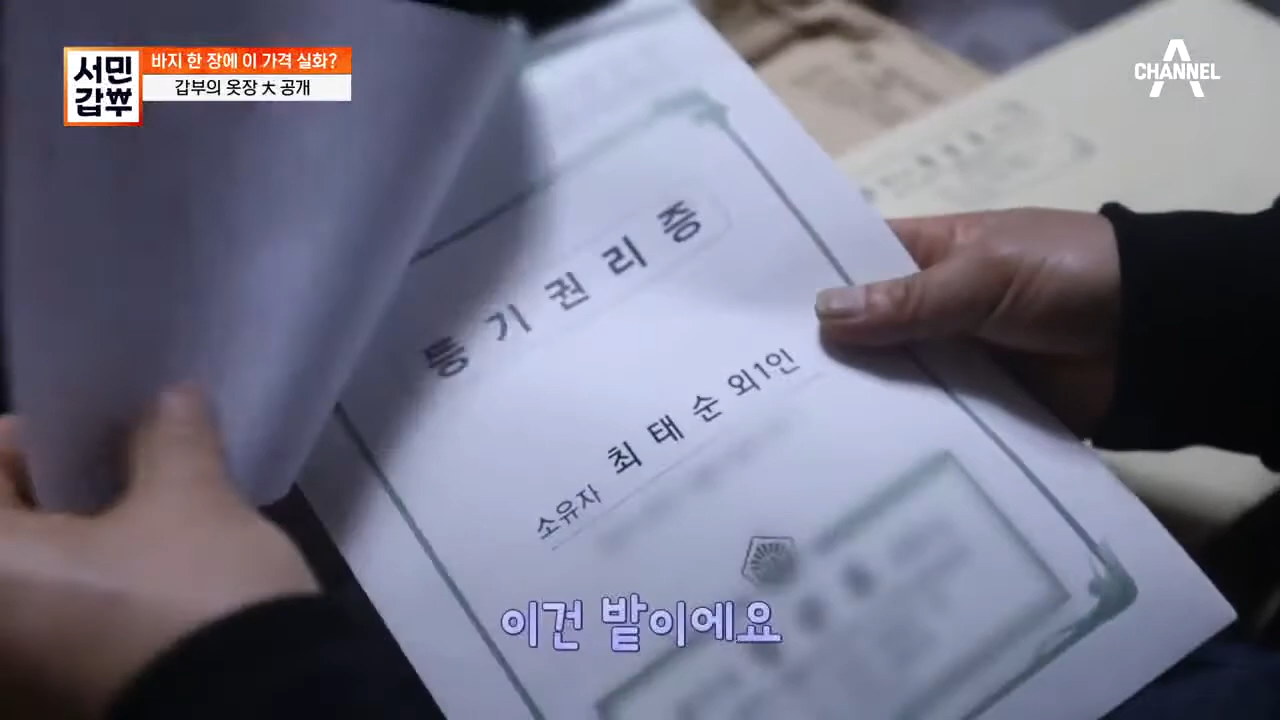 서민
갑부
바지 한 장에 이 가격 실화?
갑부의 옷장 大 공개
CHANNEL A
등기권리증
소유자 최태순 외1인
이건 밭이에요